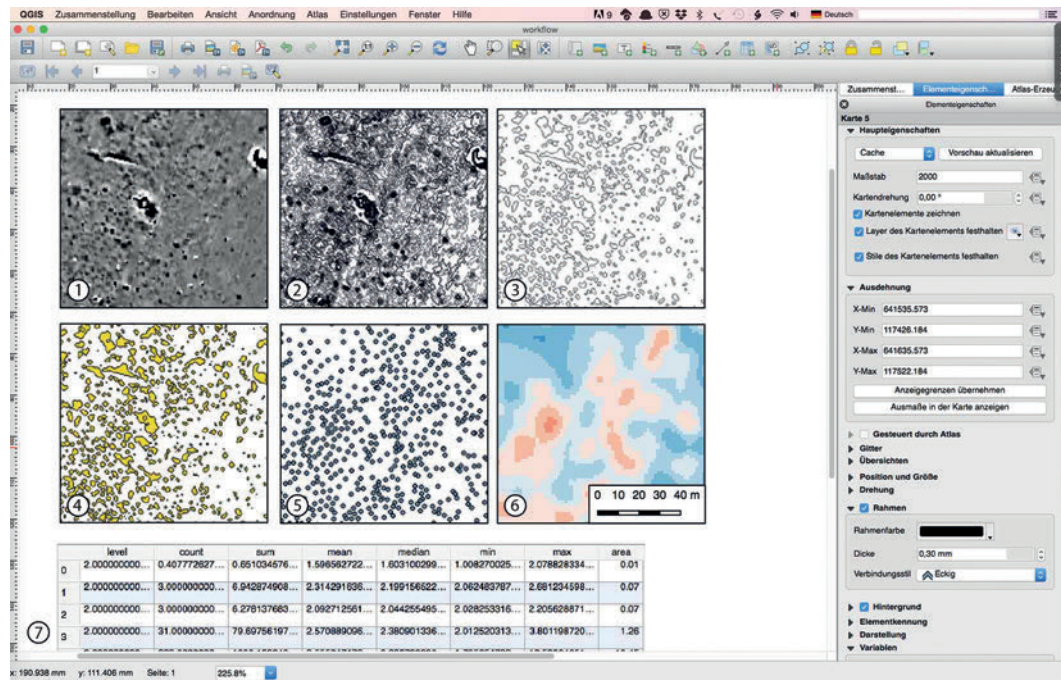 QGIS Zusammenstellung Bearbeiten Ansicht Anordnung Atlas Einstellungen Fenster Hilfe 9 Deutsch
workflow
1
Zusammenst... Elementeigensch... Atlas-Erzeu
Elementeigenschaften
Karte 5
Haupteigenschaften
Cache Vorschau aktualisieren
Maßstab 2000
Kartendrehung 0,00 °
Kartenelemente zeichnen
Layer des Kartenelements festhalten
Stile des Kartenelements festhalten
Ausdehnung
X-Min 641535.573
Y-Min 117426.184
X-Max 641635.573
Y-Max 117522.184
Anzeigegrenzen übernehmen
Ausmaße in der Karte anzeigen
Gesteuert durch Atlas
Gitter
Übersichten
Position und Größe
Drehung
Rahmen
Rahmenfarbe
Dicke 0,30 mm
Verbindungsstil Eckig
Hintergrund
Elementkennung
Darstellung
Variablen
1 2 3
4 5 6
0 10 20 30 40 m
level count sum mean median min max area
0 2.000000000... 0.407772627... 0.651034576... 1.596562722... 1.603100299... 1.008270025... 2.078828334... 0.01
1 2.000000000... 3.000000000... 6.942874908... 2.314291636... 2.199156522... 2.062483787... 2.681234598... 0.07
2 2.000000000... 3.000000000... 6.278137683... 2.092712561... 2.044255495... 2.028253316... 2.205628871... 0.07
7 3 2.000000000... 31.00000000... 79.69756197... 2.570889096... 2.380901336... 2.012520313... 3.801198720... 1.26
x: 190.938 mm y: 111.406 mm Seite: 1 225.8%